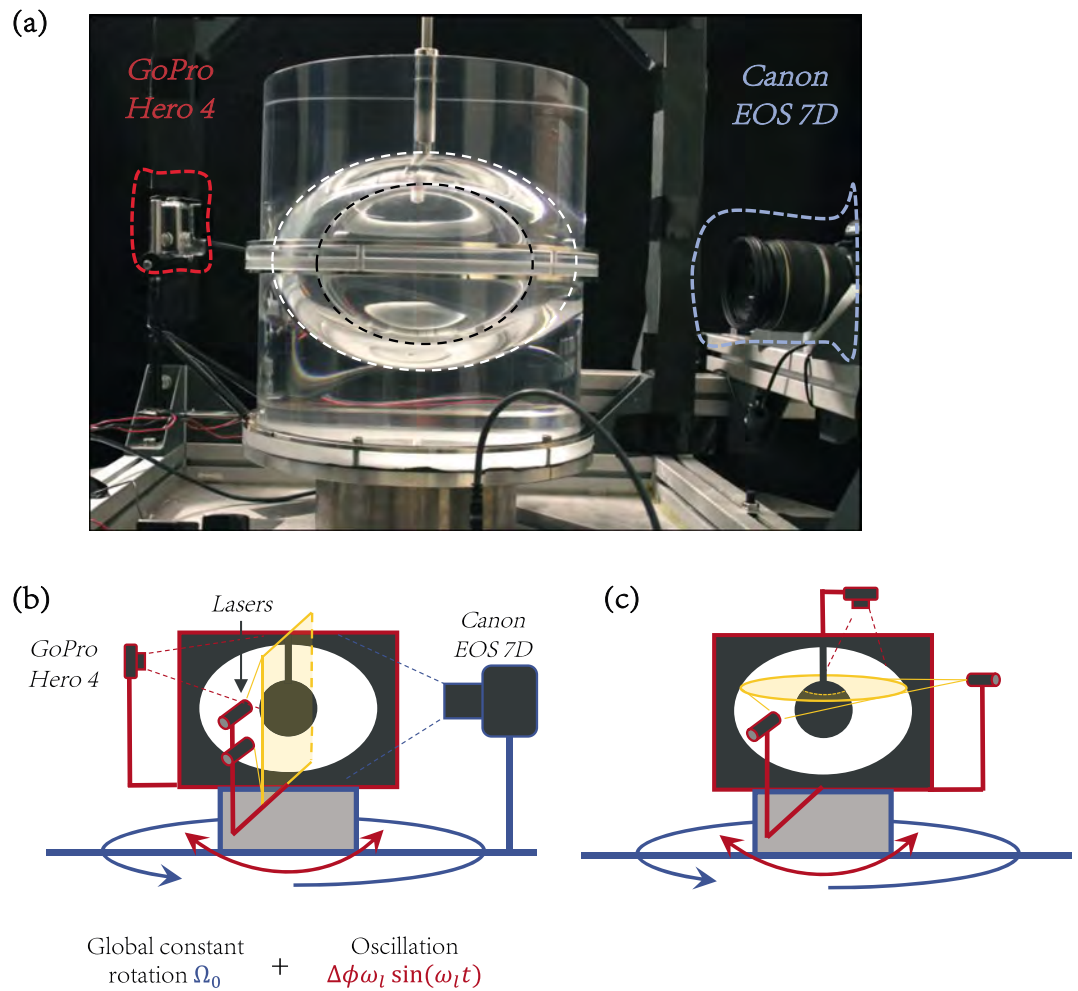 (a)
GoPro
Hero 4
Canon
EOS 7D
(b)
Lasers
GoPro
Hero 4
Canon
EOS 7D
(c)
Global constant
rotation Ω₀
+
Oscillation
Δϕω_l sin(ω_l t)